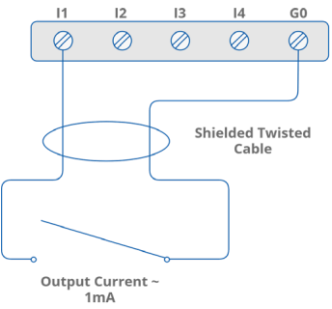 I1 I2 I3 I4 G0
Shielded Twisted
Cable
Output Current ~
1mA